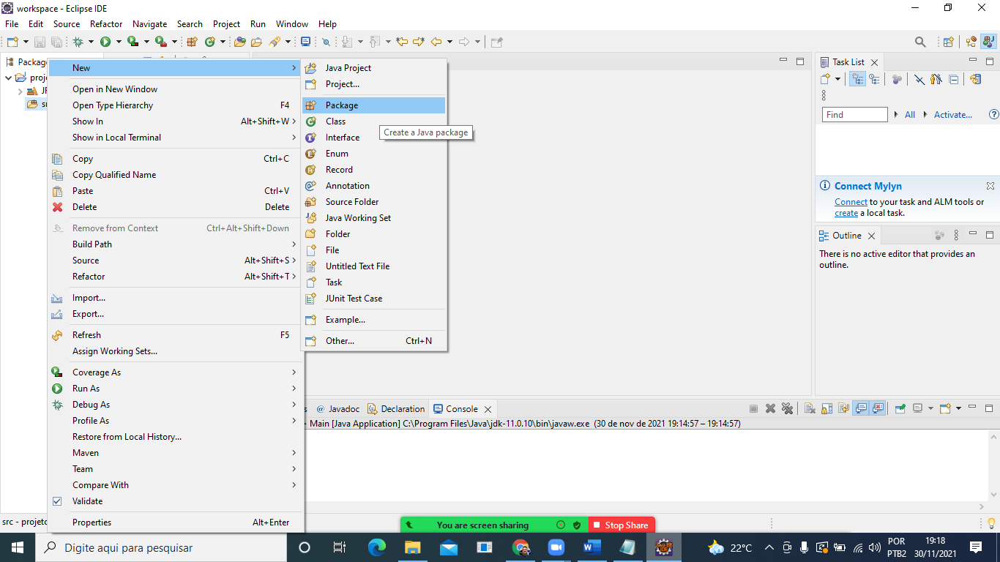 workspace - Eclipse IDE
File Edit Source Refactor Navigate Search Project Run Window Help
Package
New
Open in New Window
Open Type Hierarchy F4
Show In Alt+Shift+W
Show in Local Terminal
Copy Ctrl+C
Copy Qualified Name
Paste Ctrl+V
Delete Delete
Remove from Context Ctrl+Alt+Shift+Down
Build Path
Source Alt+Shift+S
Refactor Alt+Shift+T
Import...
Export...
Refresh F5
Assign Working Sets...
Coverage As
Run As
Debug As
Profile As
Restore from Local History...
Maven
Team
Compare With
Validate
Properties Alt+Enter
Java Project
Project...
Package
Class
Create a Java package
Interface
Enum
Record
Annotation
Source Folder
Java Working Set
Folder
File
Untitled Text File
Task
JUnit Test Case
Example...
Other... Ctrl+N
Task List
Find All Activate...
Connect Mylyn
Connect to your task and ALM tools or
create a local task.
Outline
There is no active editor that provides an
outline.
@ Javadoc Declaration Console
Main [Java Application] C:\Program Files\Java\jdk-11.0.10\bin\javaw.exe (30 de nov de 2021 19:14:57 – 19:14:57)
src - projeto
You are screen sharing Stop Share
Digite aqui para pesquisar
22°C
POR
PTB2
19:18
30/11/2021